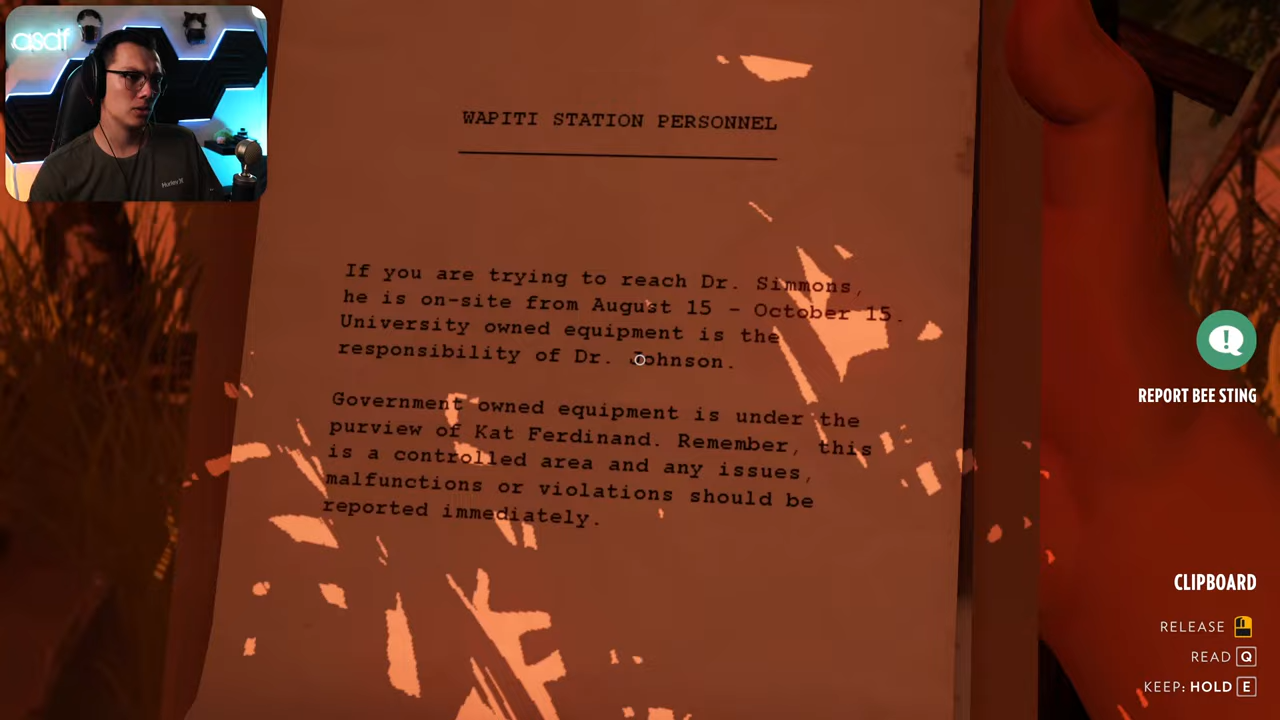 asdf
Hurley
WAPITI STATION PERSONNEL
If you are trying to reach Dr. Simmons,
he is on-site from August 15 - October 15.
University owned equipment is the
responsibility of Dr. Johnson.
Government owned equipment is under the
purview of Kat Ferdinand. Remember, this
is a controlled area and any issues,
malfunctions or violations should be
reported immediately.
REPORT BEE STING
CLIPBOARD
RELEASE
READ Q
KEEP: HOLD E